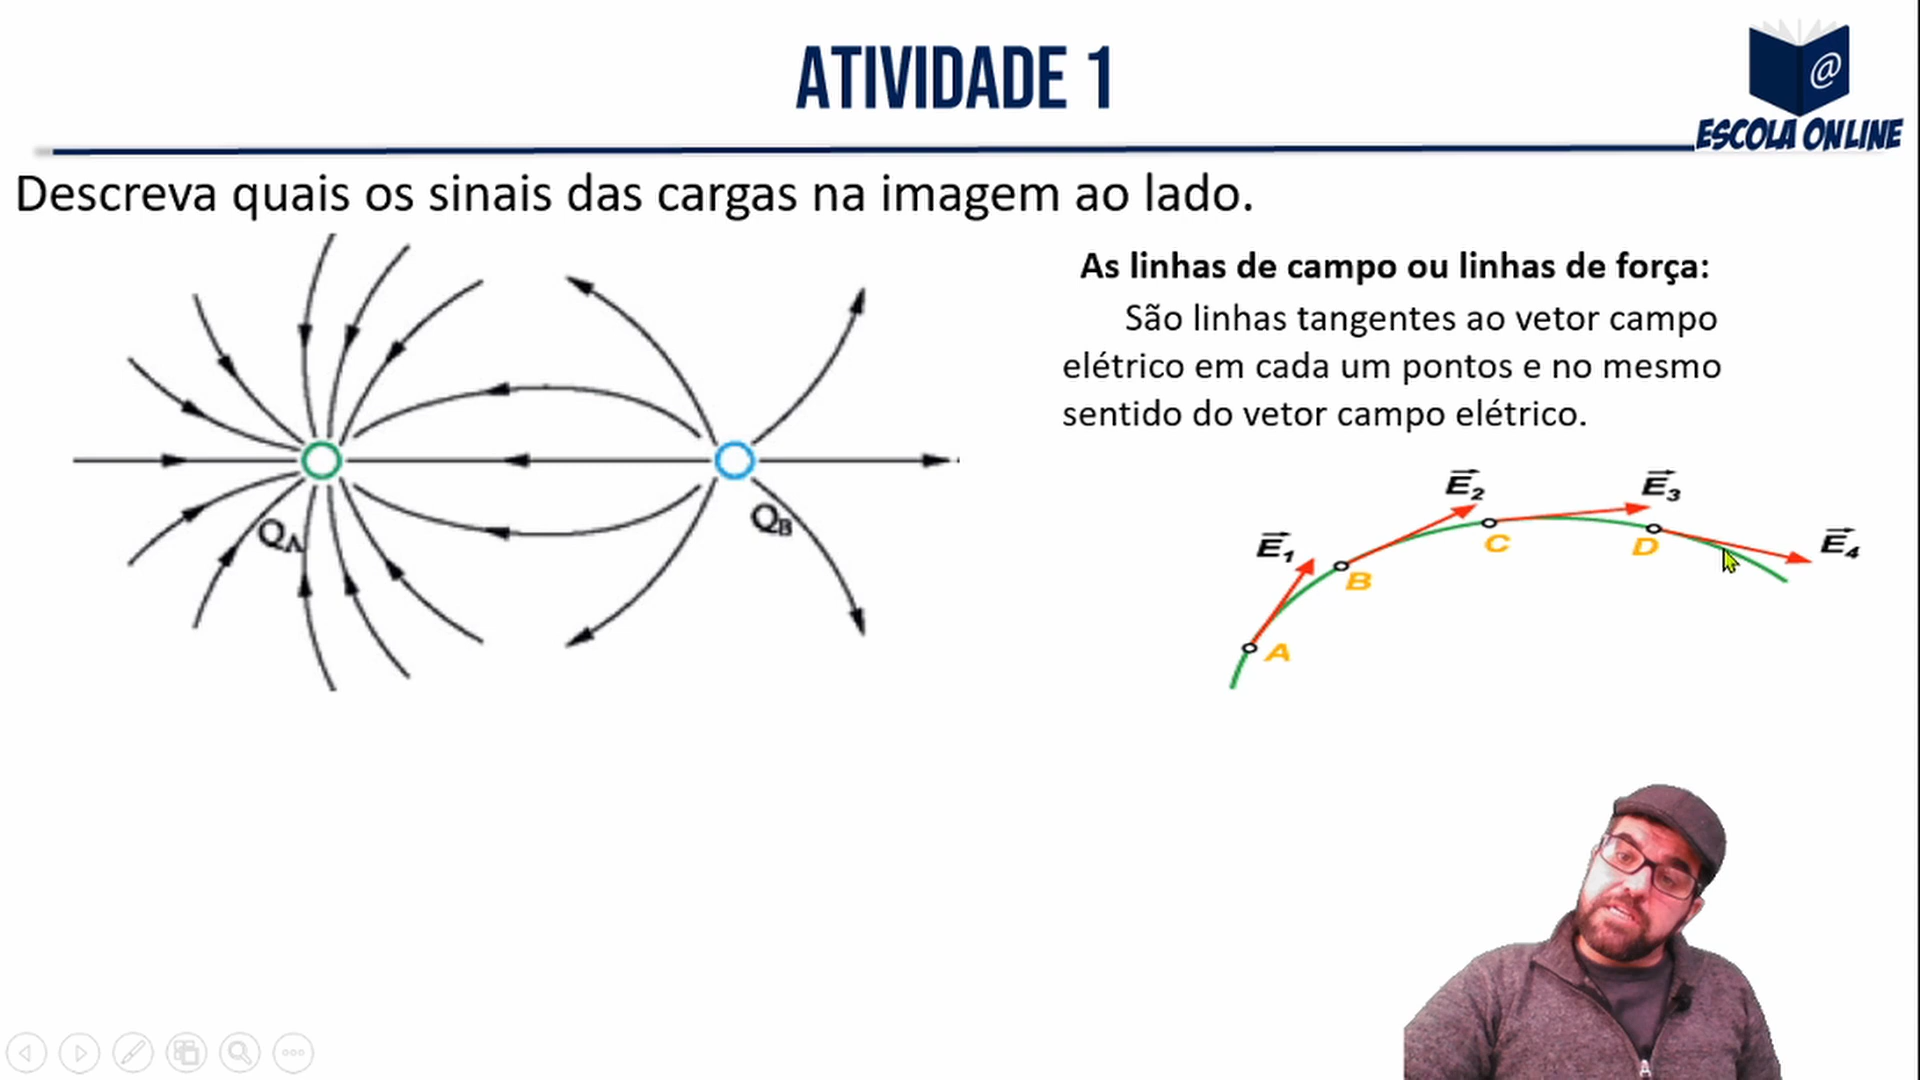 ATIVIDADE 1
@
ESCOLA ONLINE
Descreva quais os sinais das cargas na imagem ao lado.
As linhas de campo ou linhas de força:
São linhas tangentes ao vetor campo
elétrico em cada um pontos e no mesmo
sentido do vetor campo elétrico.
QA
QB
E1
E2
E3
E4
A
B
C
D